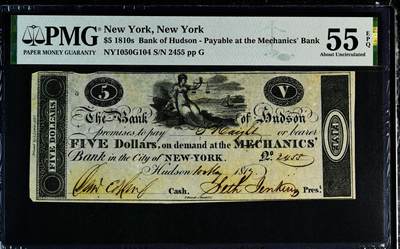 PMG
PAPER MONEY GUARANTY
New York, New York
$5 1810s Bank of Hudson - Payable at the Mechanics' Bank
NY1050G104 S/N 2455 pp G
55 EPQ
About Uncirculated
5 V
The Bank of Hudson
promises to pay or bearer
FIVE Dollars, on demand at the MECHANICS'
Bank in the City of NEW-YORK. No 2455
Hudson 181
Cash. Seth Jenkins Pres.
FIVE DOLLARS
FIVE